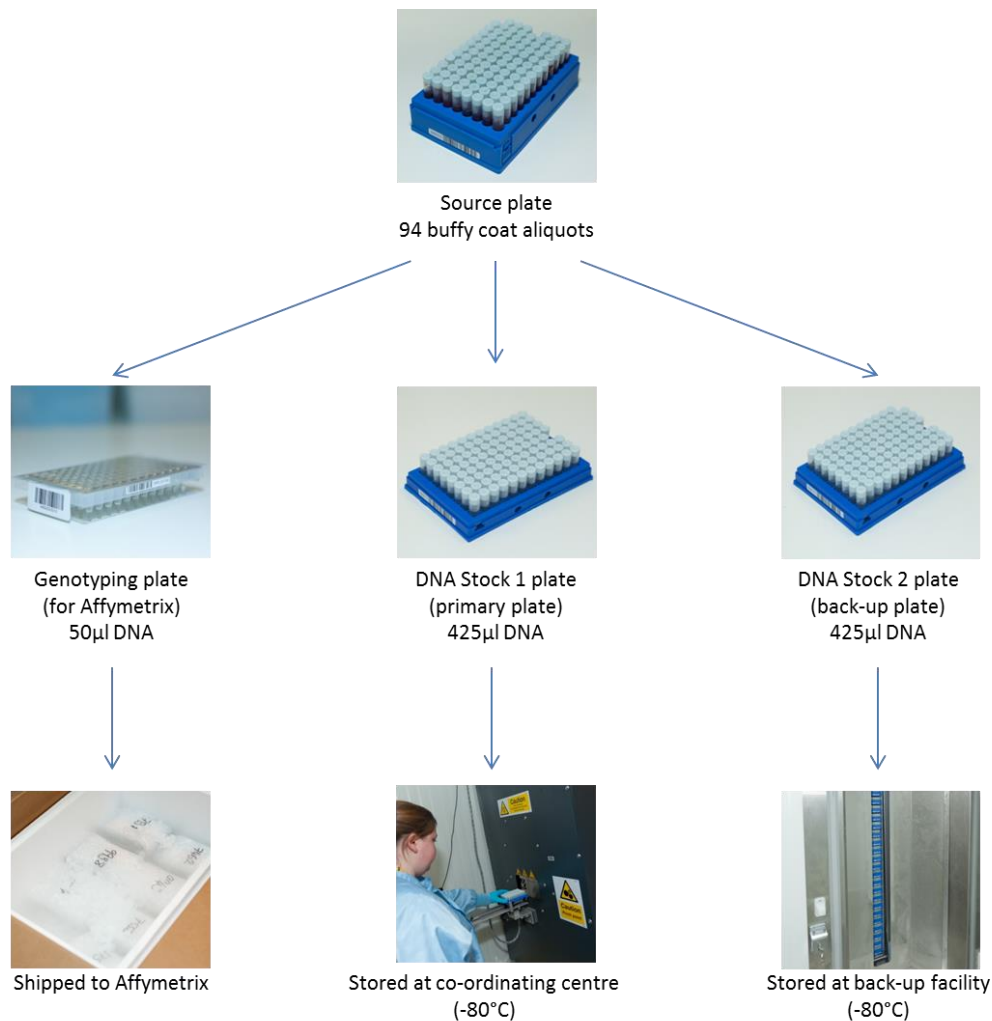 Source plate
94 buffy coat aliquots
Genotyping plate
(for Affymetrix)
50µl DNA
DNA Stock 1 plate
(primary plate)
425µl DNA
DNA Stock 2 plate
(back-up plate)
425µl DNA
Caution
Caution
Shipped to Affymetrix
Stored at co-ordinating centre
(-80°C)
Stored at back-up facility
(-80°C)